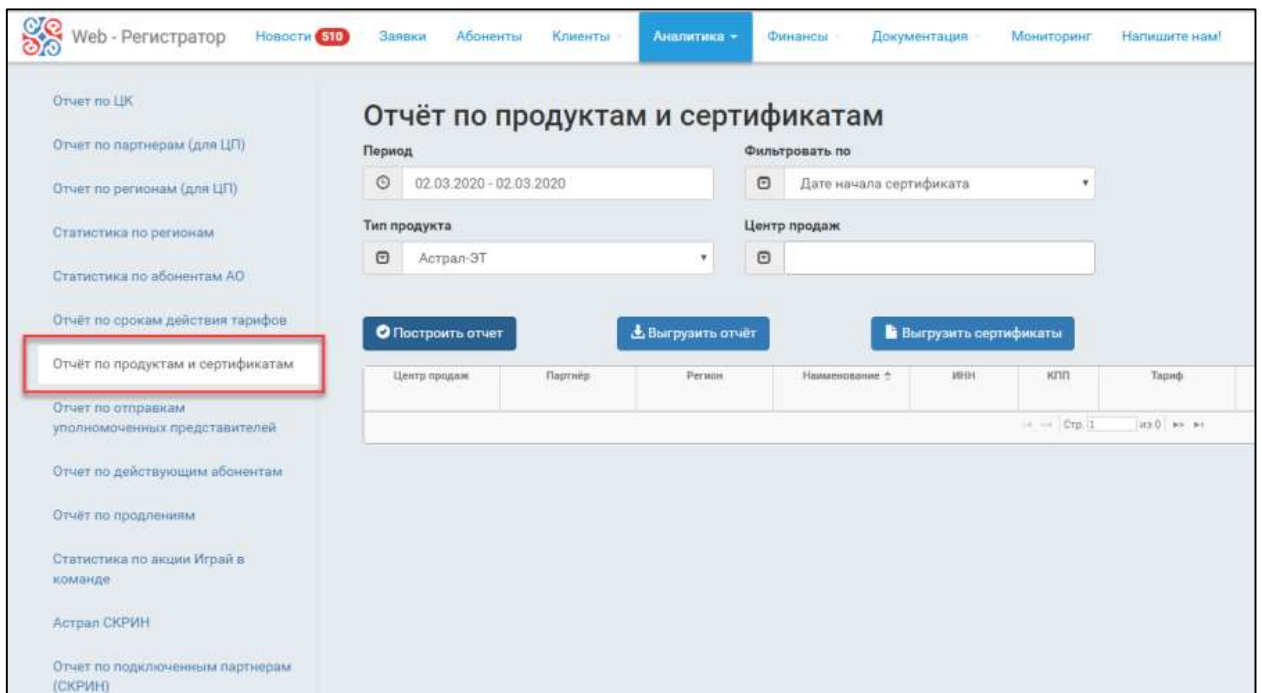 Web - Регистратор
Новости 510
Заявки
Абоненты
Клиенты
Аналитика
Финансы
Документация
Мониторинг
Напишите нам!
Отчет по ЦК
Отчет по партнерам (для ЦП)
Отчет по регионам (для ЦП)
Статистика по регионам
Статистика по абонентам АО
Отчёт по срокам действия тарифов
Отчёт по продуктам и сертификатам
Отчет по отправкам
уполномоченных представителей
Отчет по действующим абонентам
Отчёт по продлениям
Статистика по акции Играй в
команде
Астрал СКРИН
Отчет по подключенным партнерам
(СКРИН)
Отчёт по продуктам и сертификатам
Период
Фильтровать по
02.03.2020 - 02.03.2020
Дате начала сертификата
Тип продукта
Центр продаж
Астрал-ЭТ
Построить отчет
Выгрузить отчёт
Выгрузить сертификаты
Центр продаж
Партнёр
Регион
Наименование
ИНН
КПП
Тариф
Стр. 1 из 0